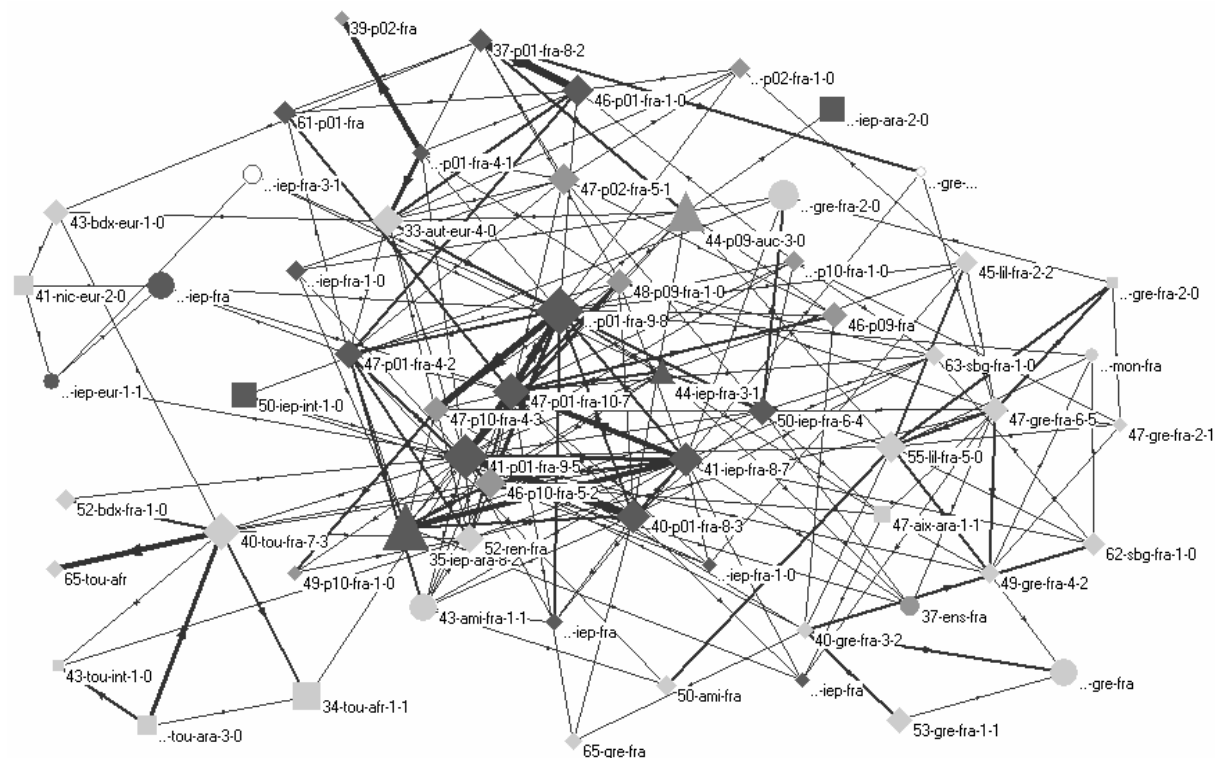 39-p02-fra
37-p01-fra-8-2
..-p02-fra-1-0
46-p01-fra-1-0
61-p01-fra
..-iep-ara-2-0
..-p01-fra-4-1
..-iep-fra-3-1
47-p02-fra-5-1
..-gre-...
..-gre-fra-2-0
43-bdx-eur-1-0
33-aut-eur-4-0
44-p09-auc-3-0
..-iep-fra-1-0
..-p10-fra-1-0
45-lil-fra-2-2
41-nic-eur-2-0
..-iep-fra
48-p09-fra-1-0
..-gre-fra-2-0
..-p01-fra-9-8
46-p09-fra
47-p01-fra-4-2
63-sbg-fra-1-0
..-mon-fra
..-iep-eur-1-1
44-iep-fra-3-1
50-iep-int-1-0
47-p01-fra-10-7
47-p10-fra-4-3
50-iep-fra-6-4
47-gre-fra-6-5
47-gre-fra-2-1
55-lil-fra-5-0
41-p01-fra-9-5
41-iep-fra-8-7
46-p10-fra-5-2
52-bdx-fra-1-0
40-p01-fra-8-3
47-aix-ara-1-1
40-tou-fra-7-3
52-ren-fra
35-iep-ara-8-2
62-sbg-fra-1-0
65-tou-afr
49-p10-fra-1-0
..-iep-fra-1-0
49-gre-fra-4-2
43-ami-fra-1-1
37-ens-fra
..-iep-fra
40-gre-fra-3-2
43-tou-int-1-0
34-tou-afr-1-1
50-ami-fra
..-iep-fra
..-gre-fra
..-tou-ara-3-0
53-gre-fra-1-1
65-gre-fra